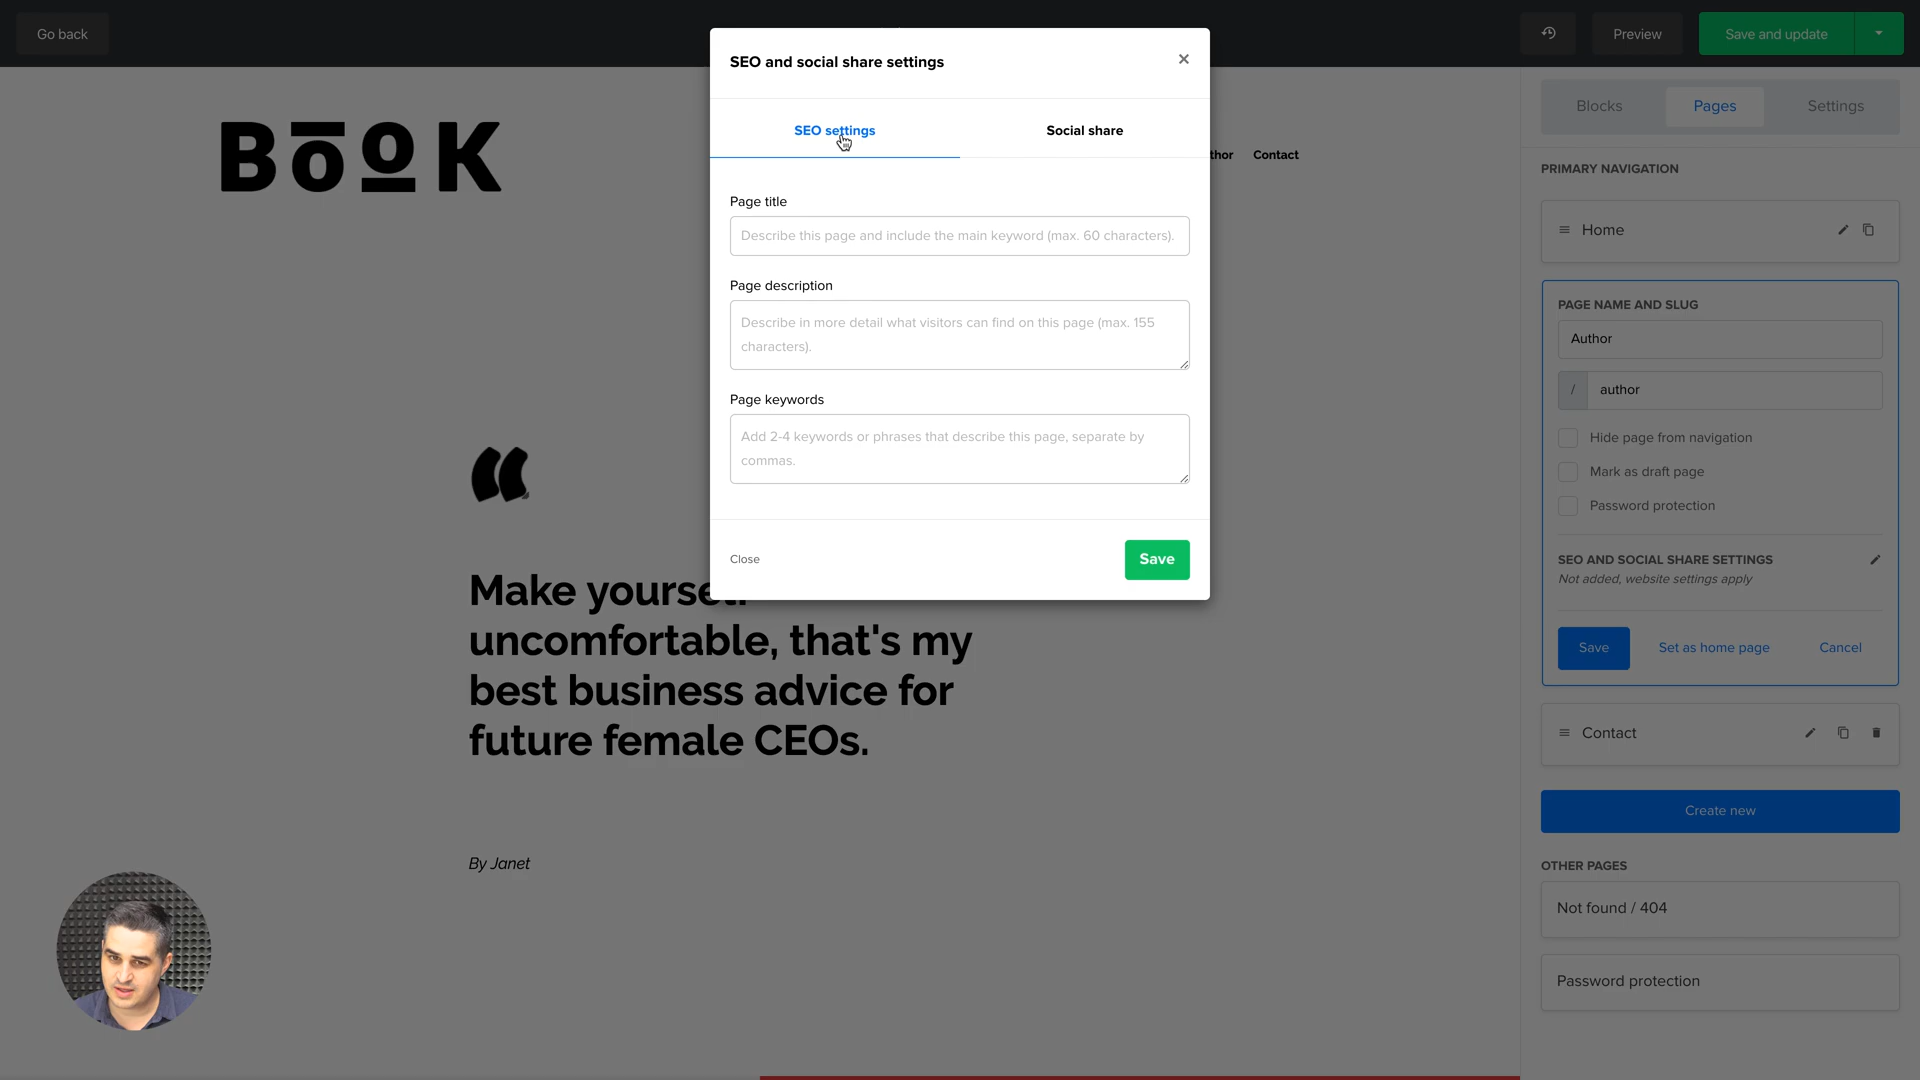 Go back
Preview
Save and update
SEO and social share settings
×
SEO settings
Social share
Page title
Describe this page and include the main keyword (max. 60 characters).
Page description
Describe in more detail what visitors can find on this page (max. 155
characters).
Page keywords
Add 2-4 keywords or phrases that describe this page, separate by
commas.
Close
Save
BOOK
thor
Contact
“
Make yourself
uncomfortable, that's my
best business advice for
future female CEOs.
By Janet
Blocks
Pages
Settings
PRIMARY NAVIGATION
Home
PAGE NAME AND SLUG
Author
/
author
Hide page from navigation
Mark as draft page
Password protection
SEO AND SOCIAL SHARE SETTINGS
Not added, website settings apply
Save
Set as home page
Cancel
Contact
Create new
OTHER PAGES
Not found / 404
Password protection